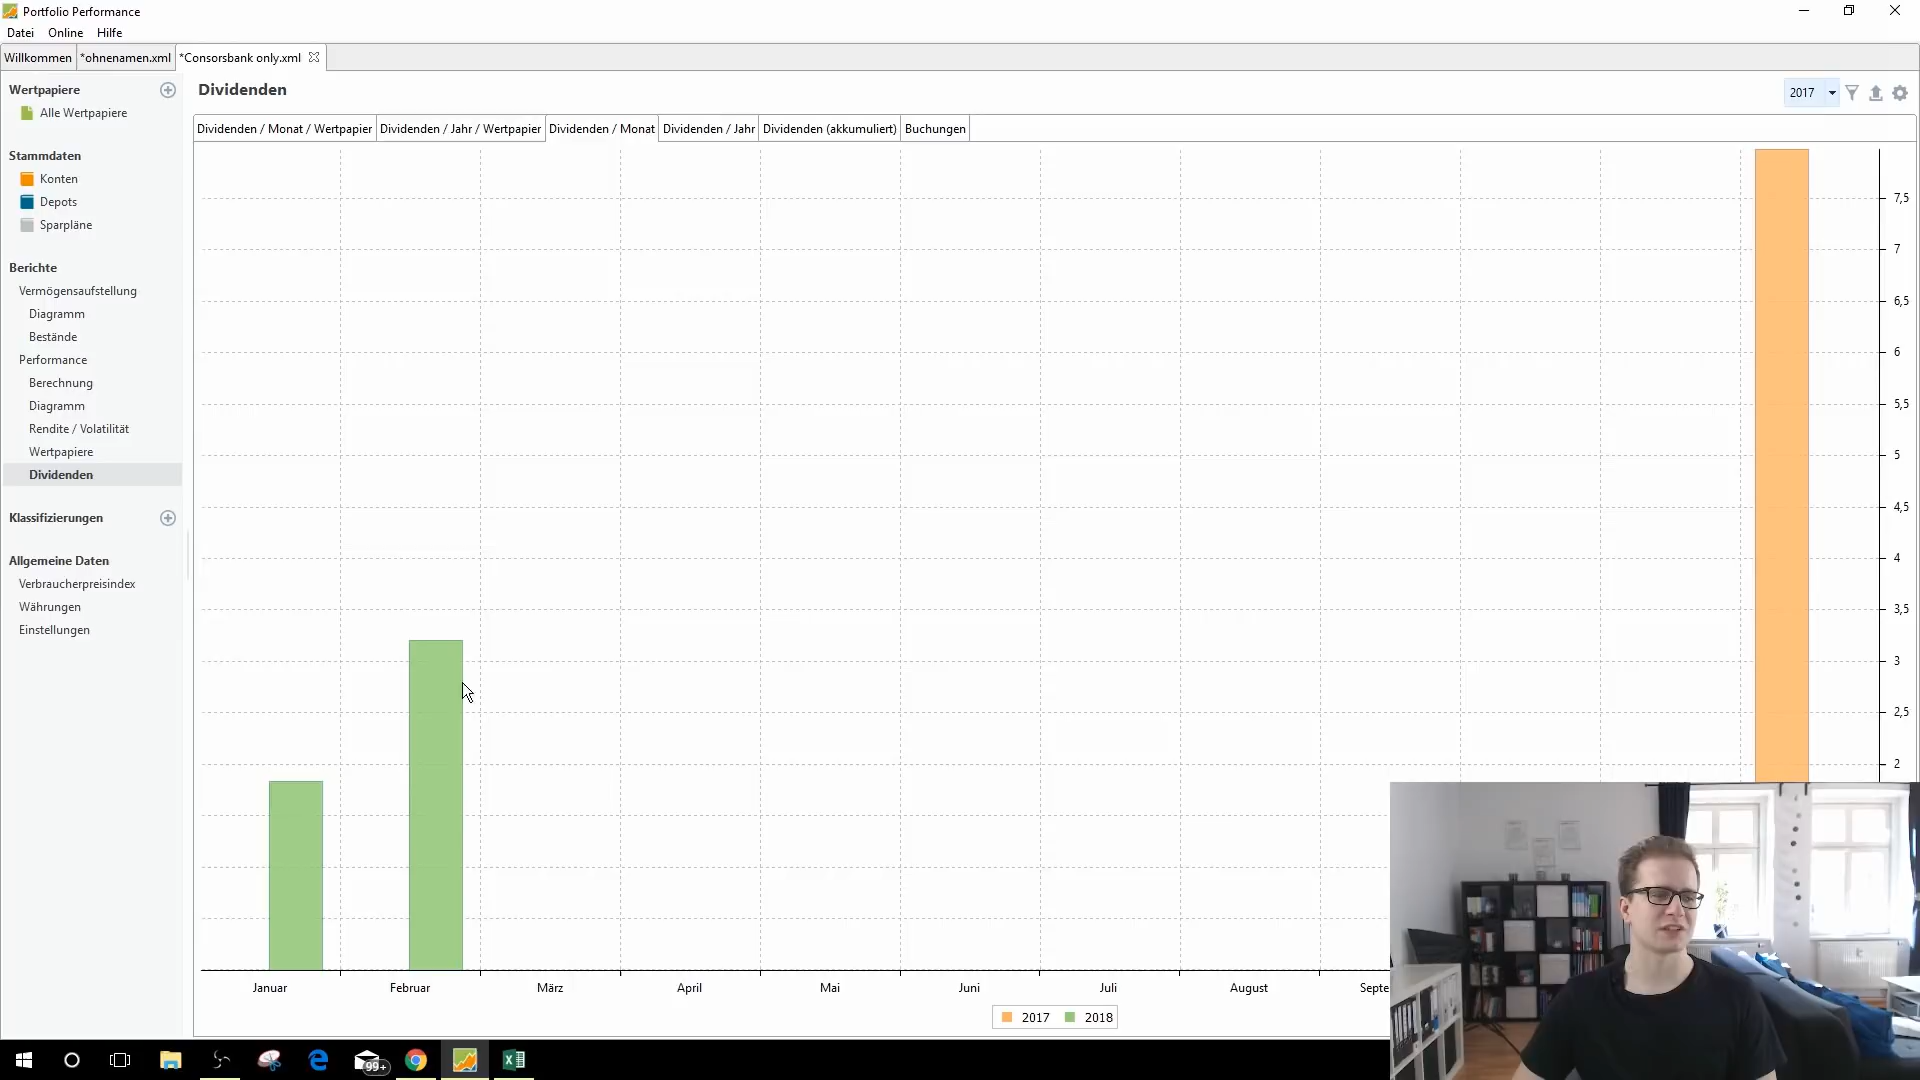 Portfolio Performance
Datei Online Hilfe
Willkommen *ohnenamen.xml *Consorsbank only.xml
Wertpapiere
Alle Wertpapiere
Stammdaten
Konten
Depots
Sparpläne
Berichte
Vermögensaufstellung
Diagramm
Bestände
Performance
Berechnung
Diagramm
Rendite / Volatilität
Wertpapiere
Dividenden
Klassifizierungen
Allgemeine Daten
Verbraucherpreisindex
Währungen
Einstellungen
Dividenden
2017
Dividenden / Monat / Wertpapier Dividenden / Jahr / Wertpapier Dividenden / Monat Dividenden / Jahr Dividenden (akkumuliert) Buchungen
7,5
7
6,5
6
5,5
5
4,5
4
3,5
3
2,5
2
Januar Februar März April Mai Juni Juli August Septe
2017 2018
99+